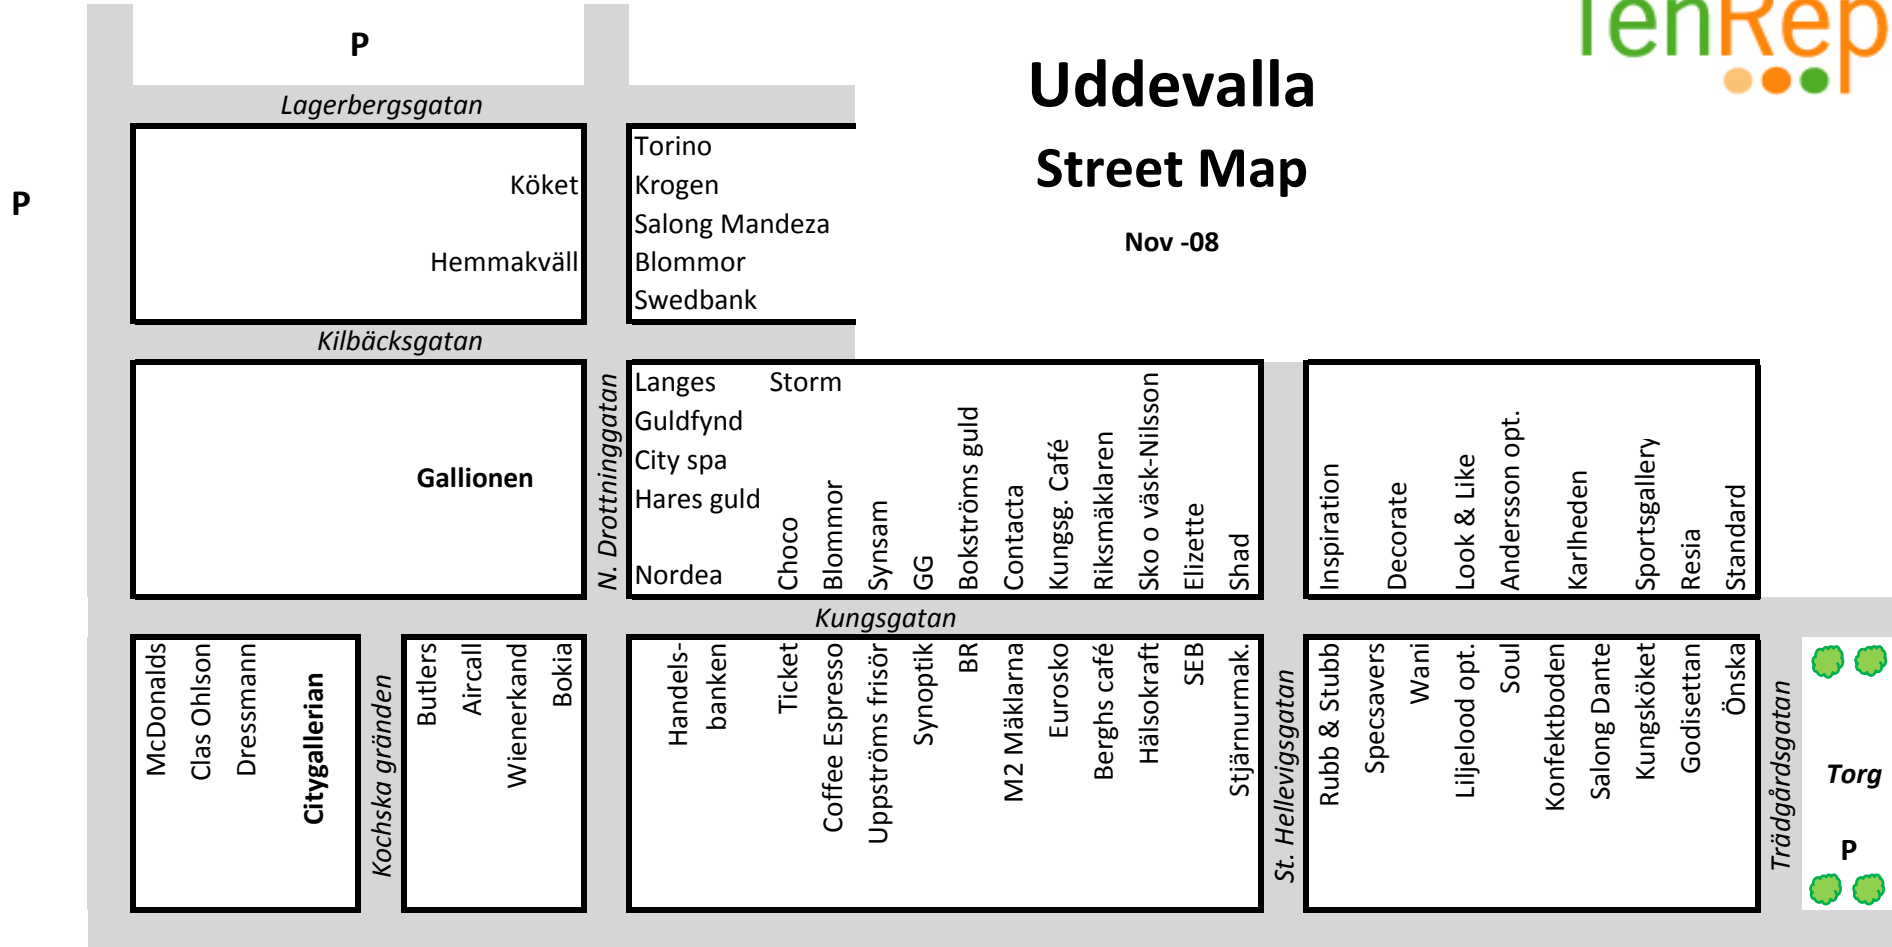 TenRep
P
Uddevalla
Street Map
Nov -08
Lagerbergsgatan
P
Köket
Hemmakväll
Torino
Krogen
Salong Mandeza
Blommor
Swedbank
Kilbäcksgatan
Gallionen
N. Drottninggatan
Langes
Storm
Guldfynd
City spa
Hares guld
Nordea
Choco
Blommor
Synsam
GG
Bokströms guld
Contacta
Kungsg. Café
Riksmäklaren
Sko o väsk-Nilsson
Elizette
Shad
Inspiration
Decorate
Look & Like
Andersson opt.
Karlheden
Sportsgallery
Resia
Standard
Kungsgatan
McDonalds
Clas Ohlson
Dressmann
Citygallerian
Kochska gränden
Butlers
Aircall
Wienerkand
Bokia
Handels-
banken
Ticket
Coffee Espresso
Uppströms frisör
Synoptik
BR
M2 Mäklarna
Eurosko
Berghs café
Hälsokraft
SEB
Stjärnurmak.
St. Hellevigsgatan
Rubb & Stubb
Specsavers
Wani
Liljelood opt.
Soul
Konfektboden
Salong Dante
Kungsköket
Godisettan
Önska
Trädgårdsgatan
Torg
P